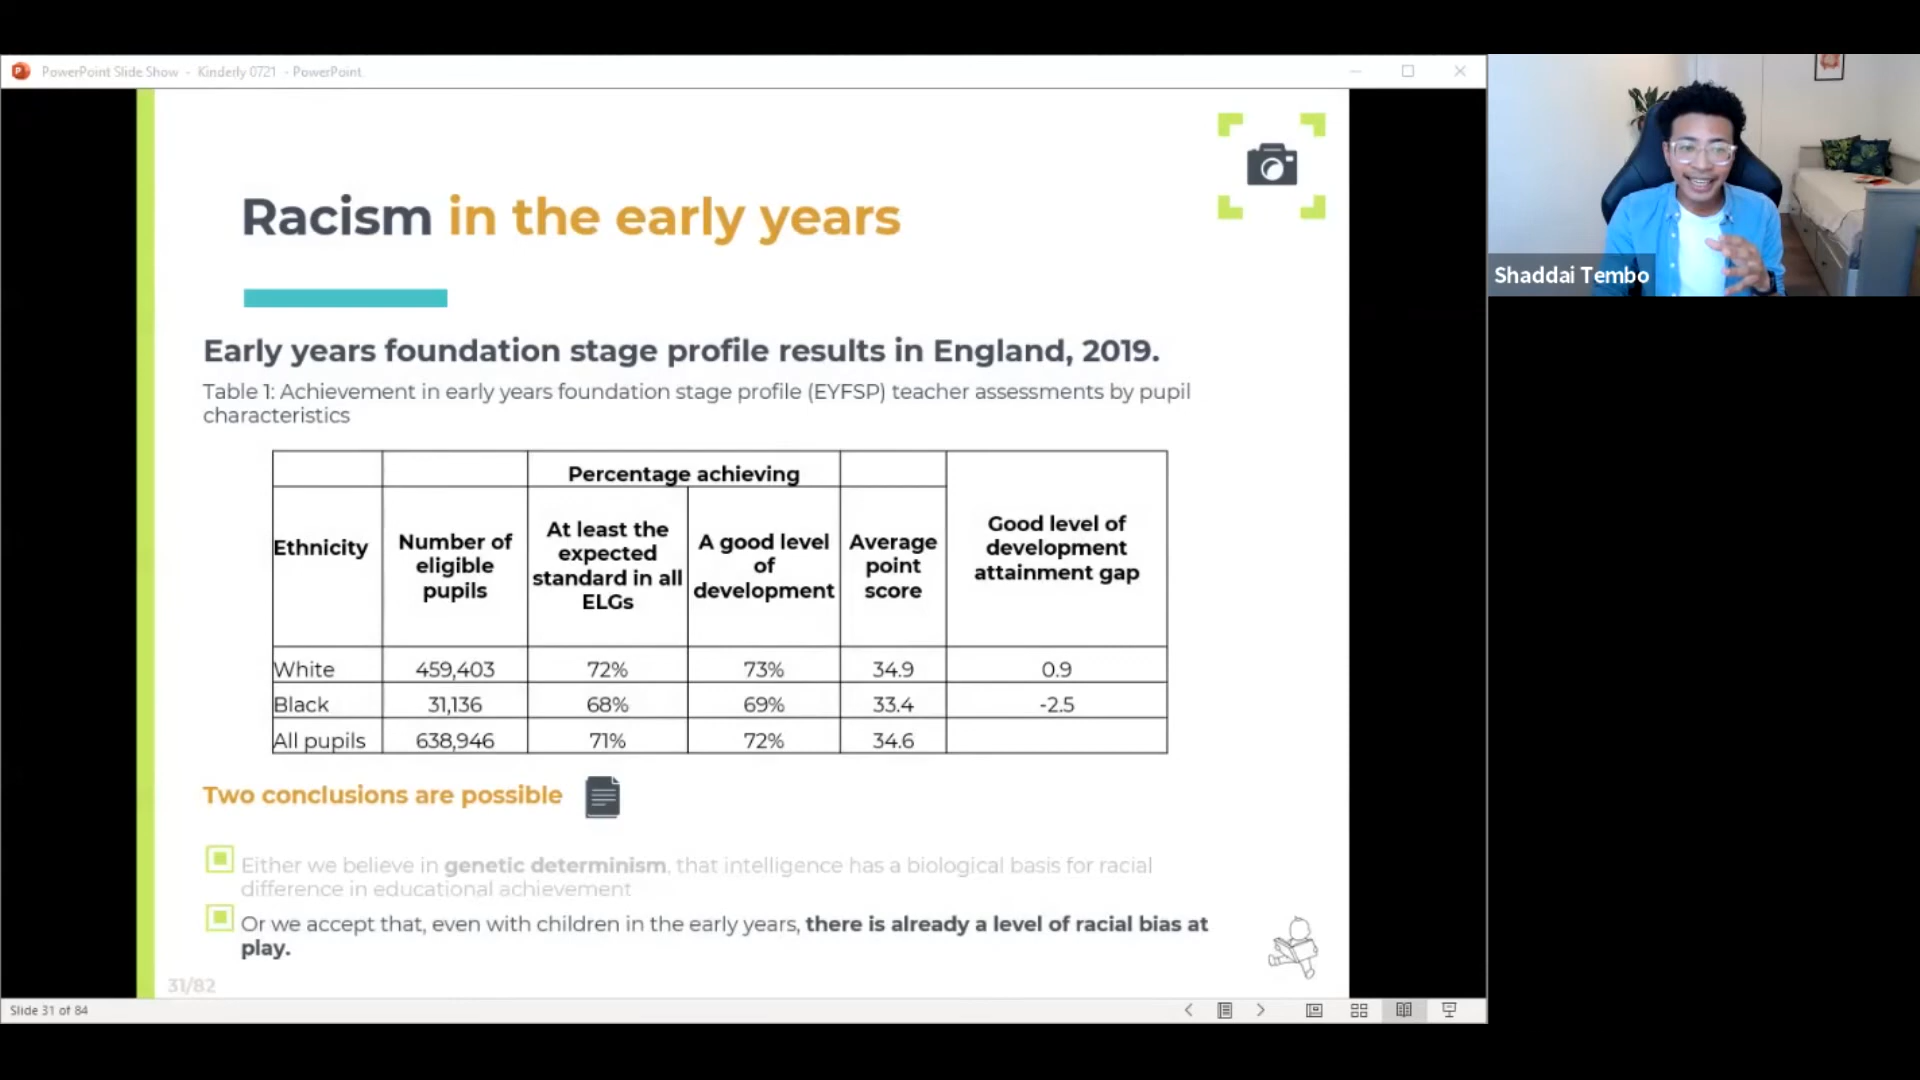 PowerPoint Slide Show - Kinderly 0721 - PowerPoint
Racism in the early years
Early years foundation stage profile results in England, 2019.
Table 1: Achievement in early years foundation stage profile (EYFSP) teacher assessments by pupil
characteristics
Percentage achieving
Ethnicity
Number of
eligible
pupils
At least the
expected
standard in all
ELGs
A good level
of
development
Average
point
score
Good level of
development
attainment gap
White 459,403 72% 73% 34.9 0.9
Black 31,136 68% 69% 33.4 -2.5
All pupils 638,946 71% 72% 34.6
Two conclusions are possible
Either we believe in genetic determinism, that intelligence has a biological basis for racial
difference in educational achievement
Or we accept that, even with children in the early years, there is already a level of racial bias at
play.
31/82
Slide 31 of 84
Shaddai Tembo